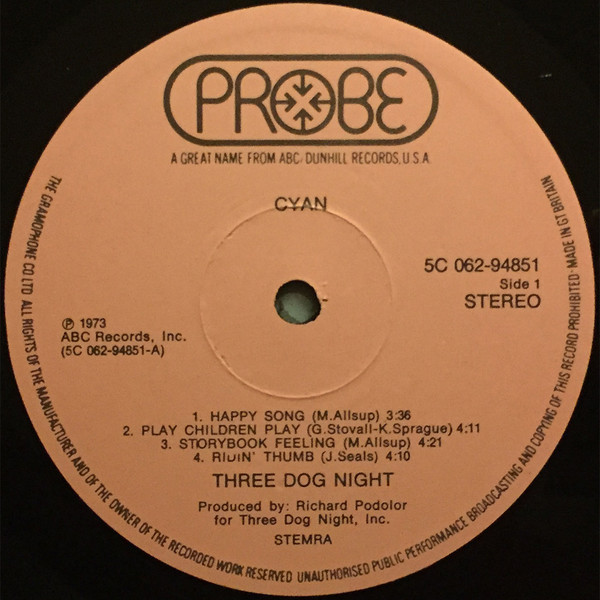 PROBE
A GREAT NAME FROM ABC/DUNHILL RECORDS, U.S.A.
CYAN
5C 062-94851
Side 1
STEREO
℗ 1973
ABC Records, Inc.
(5C 062-94851-A)
1. HAPPY SONG (M.Allsup) 3:36
2. PLAY CHILDREN PLAY (G.Stovall-K.Sprague) 4:11
3. STORYBOOK FEELING (M.Allsup) 4:21
4. RIDIN' THUMB (J.Seals) 4:10
THREE DOG NIGHT
Produced by: Richard Podolor
for Three Dog Night, Inc.
STEMRA
THE GRAMOPHONE CO LTD. ALL RIGHTS OF THE MANUFACTURER AND OF THE OWNER OF THE RECORDED WORK RESERVED UNAUTHORISED PUBLIC PERFORMANCE BROADCASTING AND COPYING OF THIS RECORD PROHIBITED · MADE IN GT BRITAIN